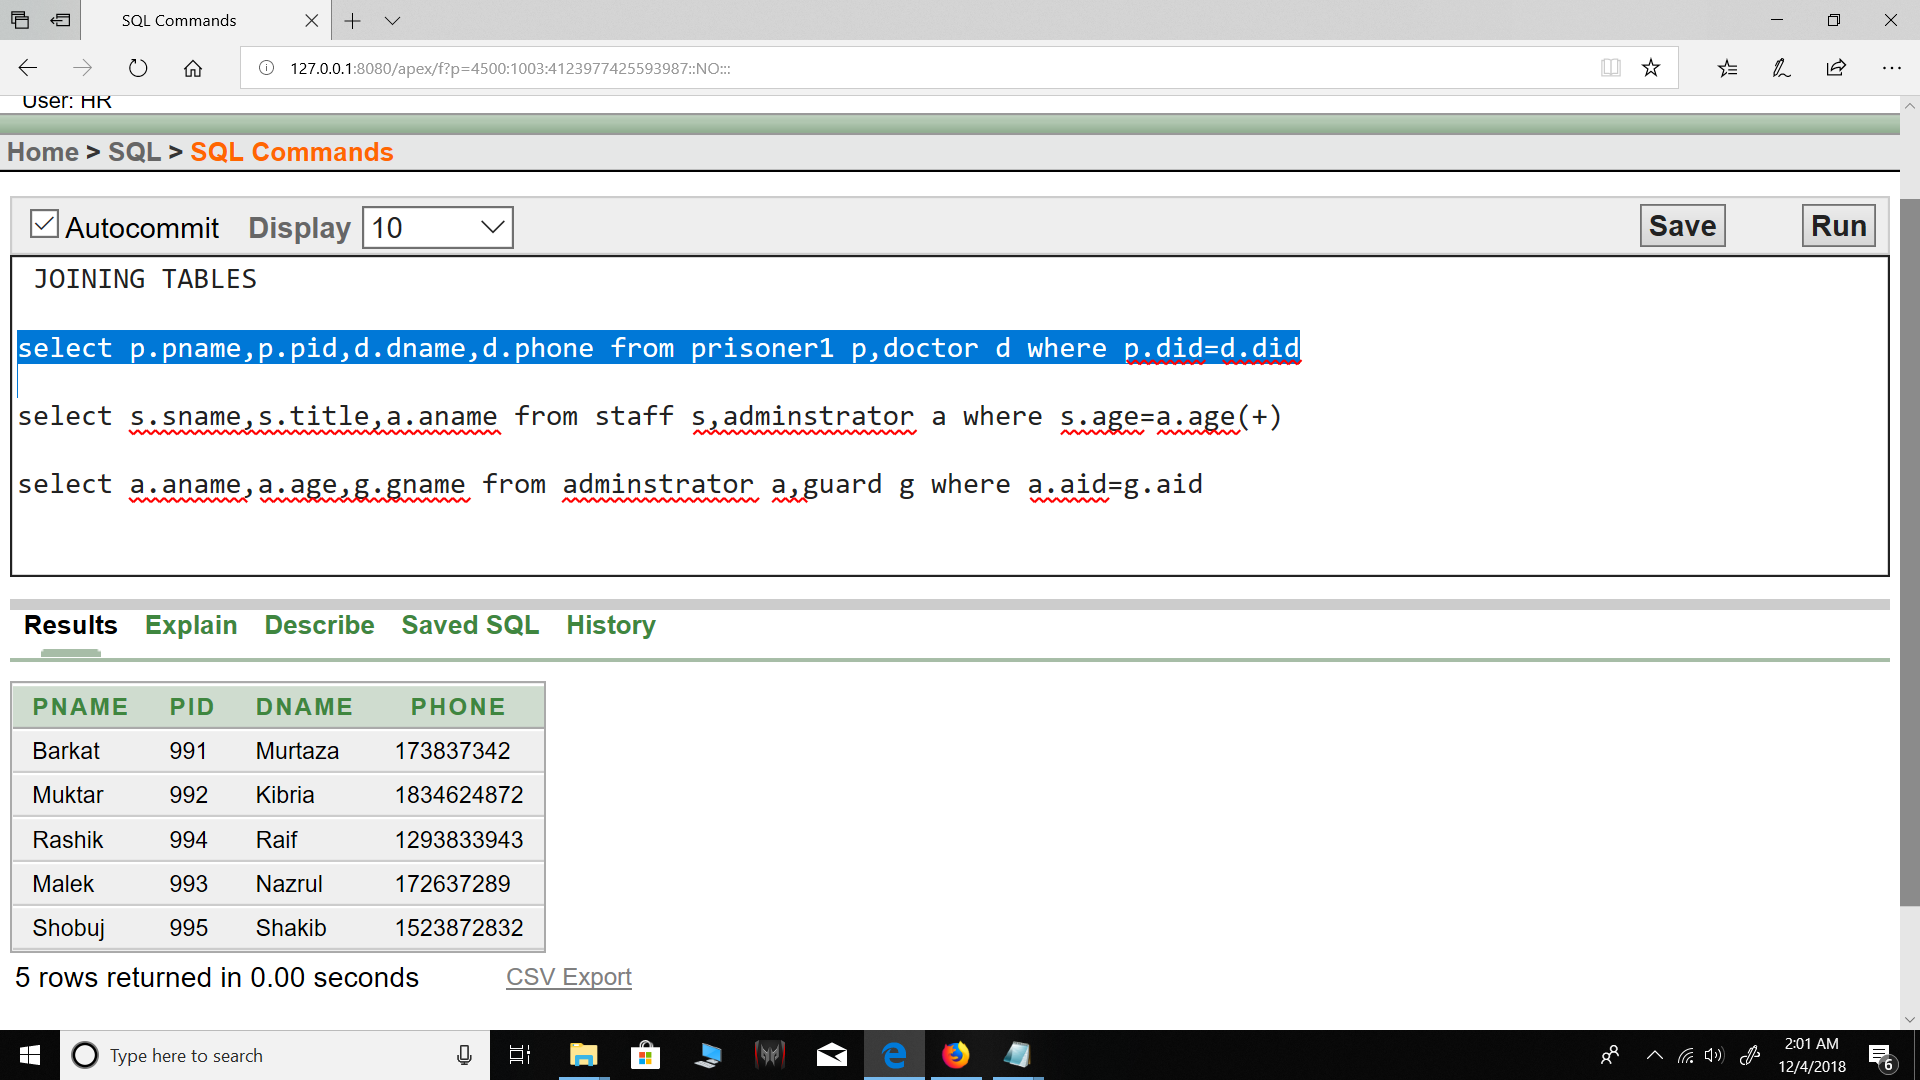 SQL Commands
127.0.0.1:8080/apex/f?p=4500:1003:4123977425593987::NO:::
User: HR
Home > SQL > SQL Commands
Autocommit Display 10 Save Run
JOINING TABLES
select p.pname,p.pid,d.dname,d.phone from prisoner1 p,doctor d where p.did=d.did
select s.sname,s.title,a.aname from staff s,adminstrator a where s.age=a.age(+)
select a.aname,a.age,g.gname from adminstrator a,guard g where a.aid=g.aid
Results Explain Describe Saved SQL History
PNAME PID DNAME PHONE
Barkat 991 Murtaza 173837342
Muktar 992 Kibria 1834624872
Rashik 994 Raif 1293833943
Malek 993 Nazrul 172637289
Shobuj 995 Shakib 1523872832
5 rows returned in 0.00 seconds CSV Export
Type here to search
2:01 AM
12/4/2018
6